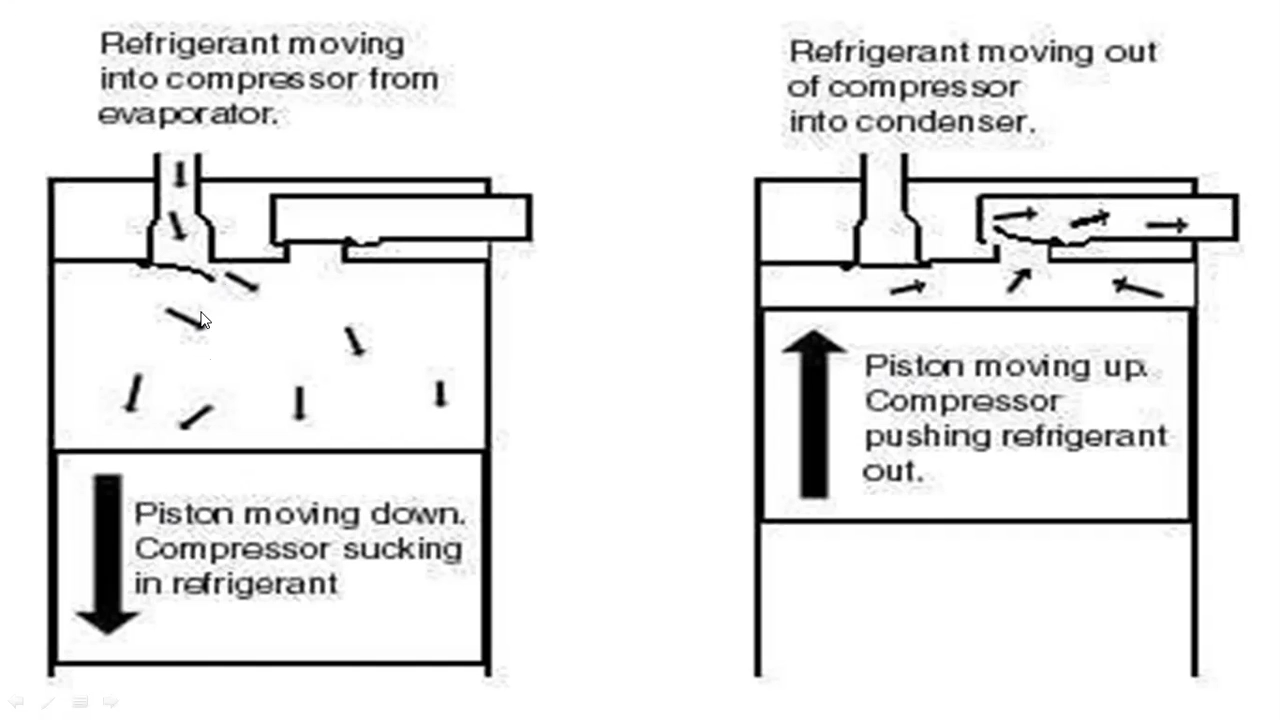 Refrigerant moving
into compressor from
evaporator.
Piston moving down.
Compressor sucking
in refrigerant
Refrigerant moving out
of compressor
into condenser.
Piston moving up.
Compressor
pushing refrigerant
out.